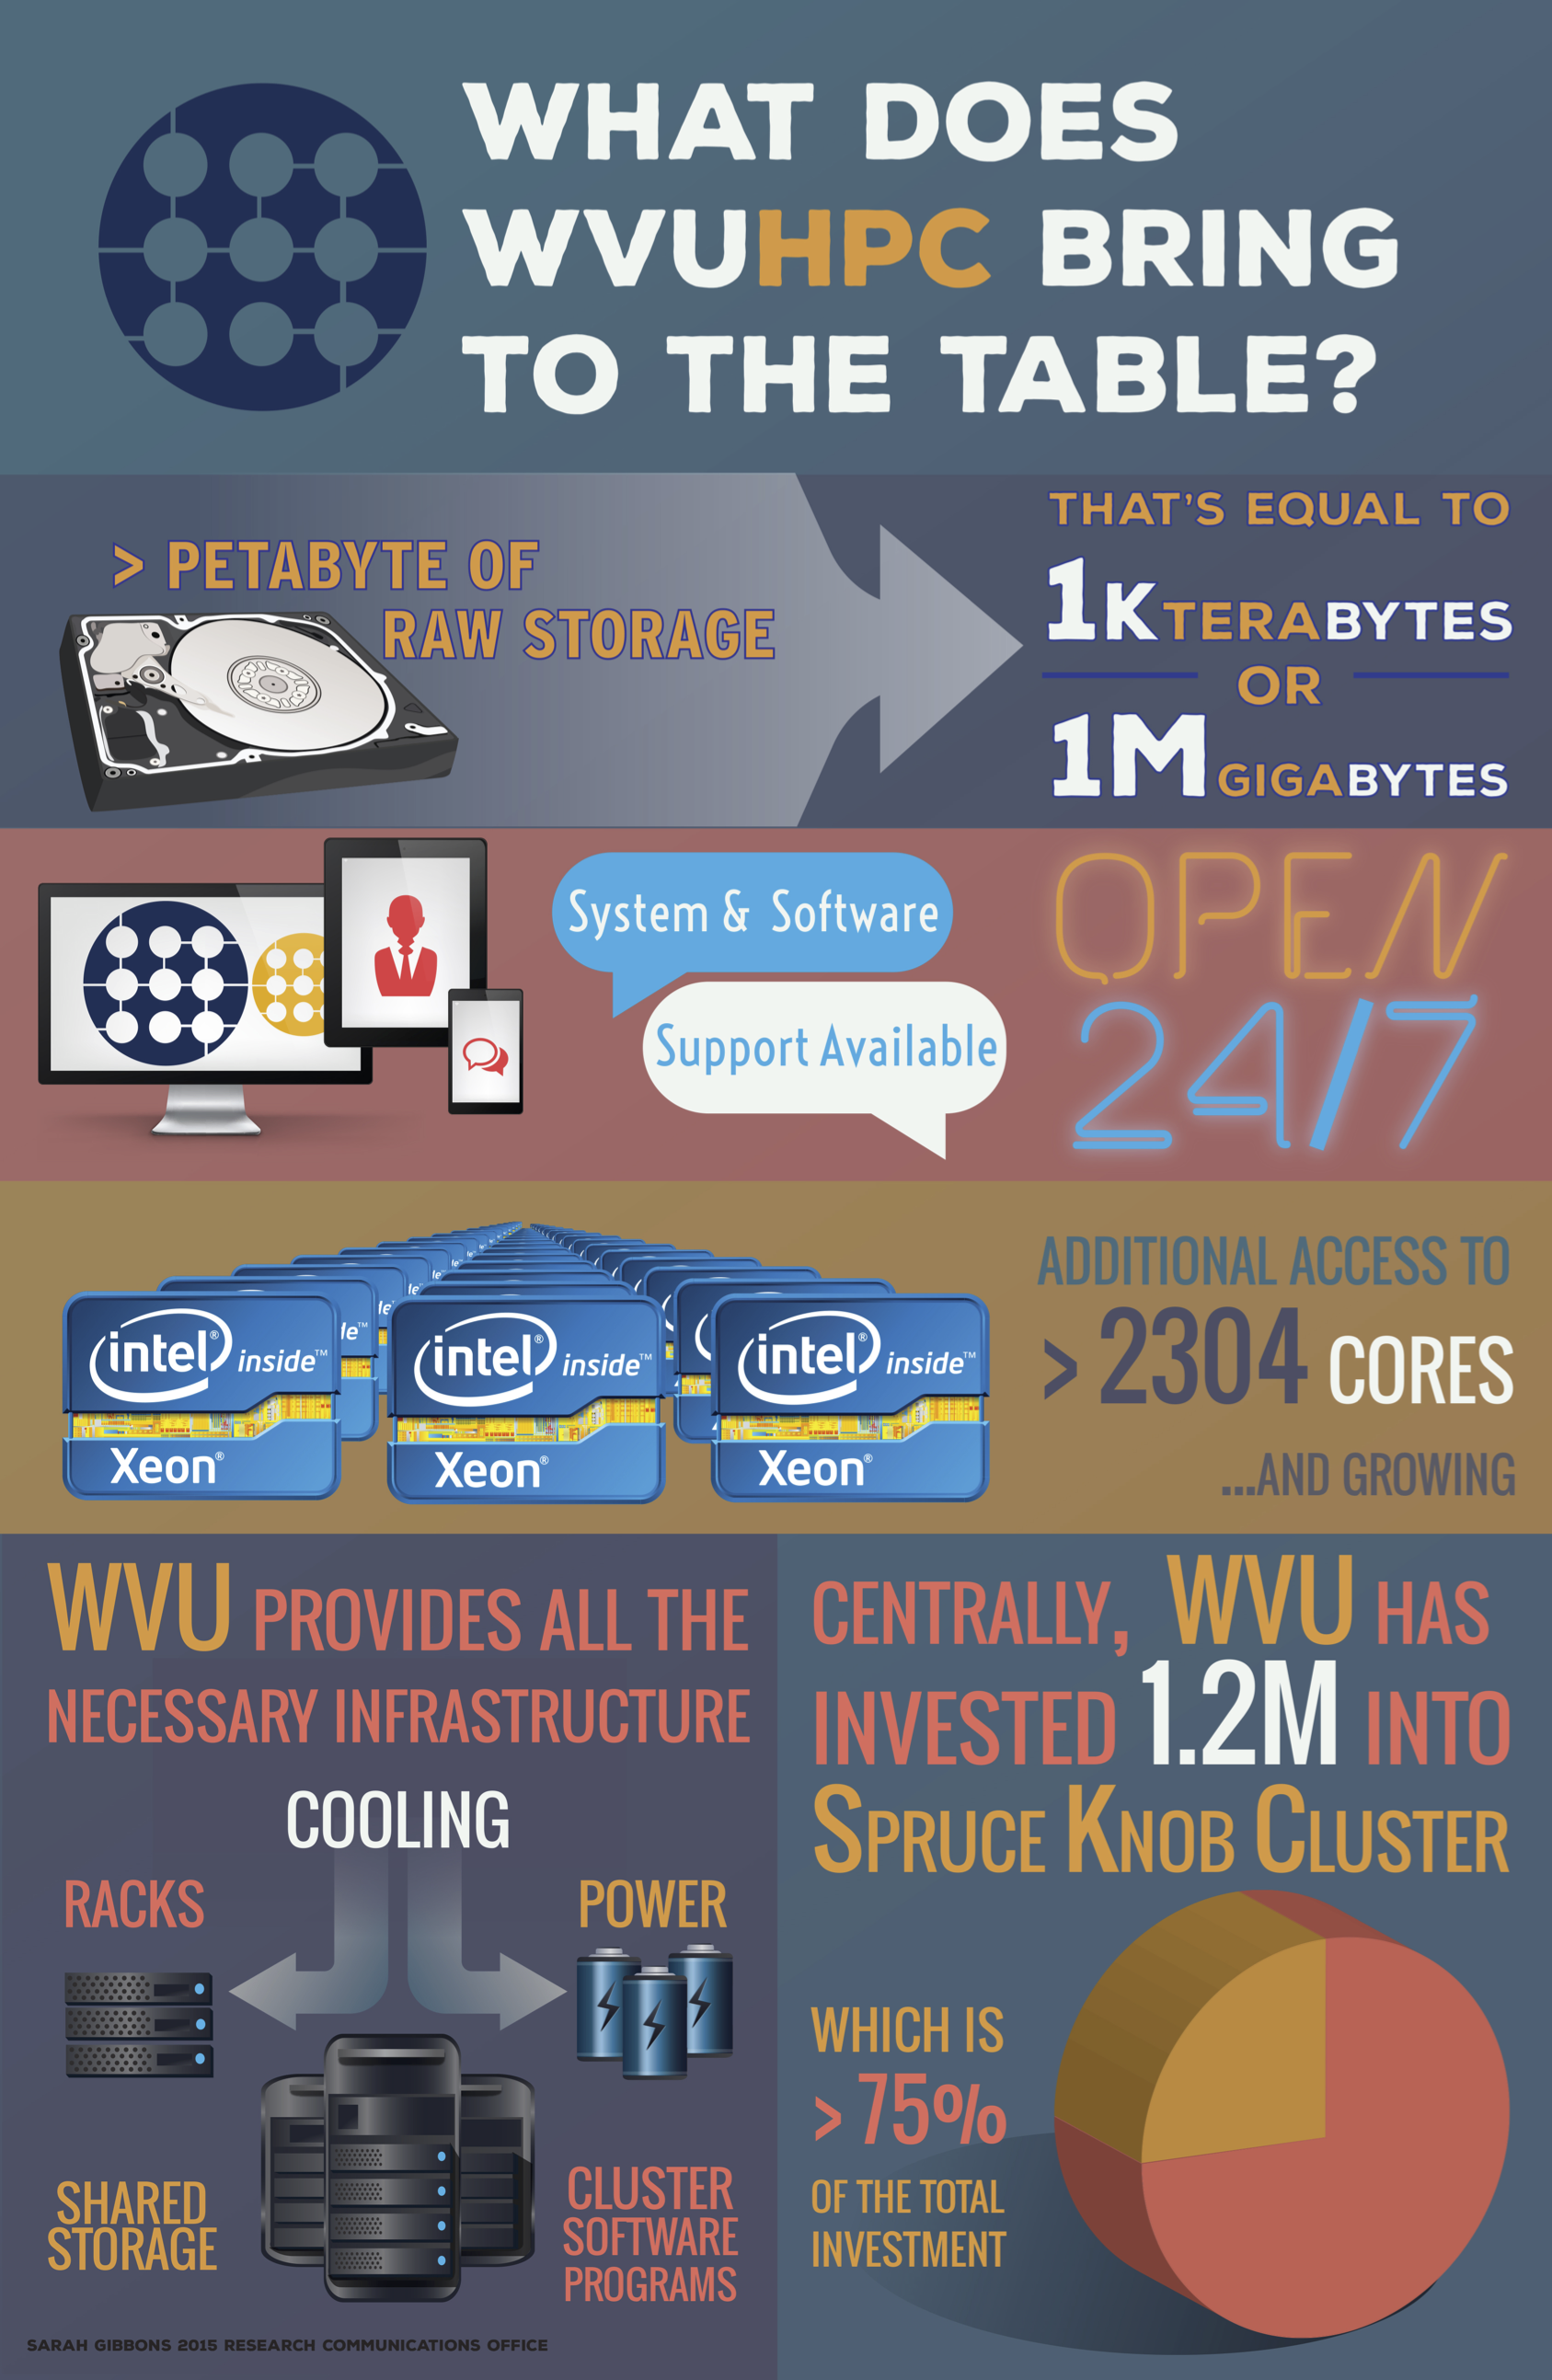 WHAT DOES
WVUHPC BRING
TO THE TABLE?
> PETABYTE OF
RAW STORAGE
THAT'S EQUAL TO
1K TERABYTES
OR
1M GIGABYTES
System & Software
Support Available
OPEN
24/7
intel® inside™
Xeon®
intel® inside™
Xeon®
intel® inside™
Xeon®
ADDITIONAL ACCESS TO
> 2304 CORES
...AND GROWING
WVU PROVIDES ALL THE
NECESSARY INFRASTRUCTURE
COOLING
RACKS
POWER
SHARED
STORAGE
CLUSTER
SOFTWARE
PROGRAMS
CENTRALLY, WVU HAS
INVESTED 1.2M INTO
SPRUCE KNOB CLUSTER
WHICH IS
> 75%
OF THE TOTAL
INVESTMENT
SARAH GIBBONS 2015 RESEARCH COMMUNICATIONS OFFICE